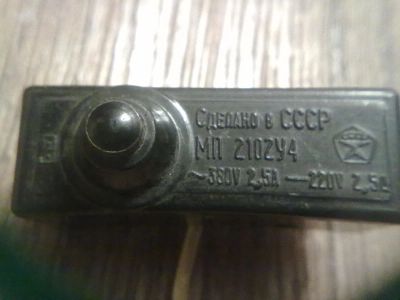 Сделано в СССР
МП 2102У4
~380V 2,5A —220V 2,5A